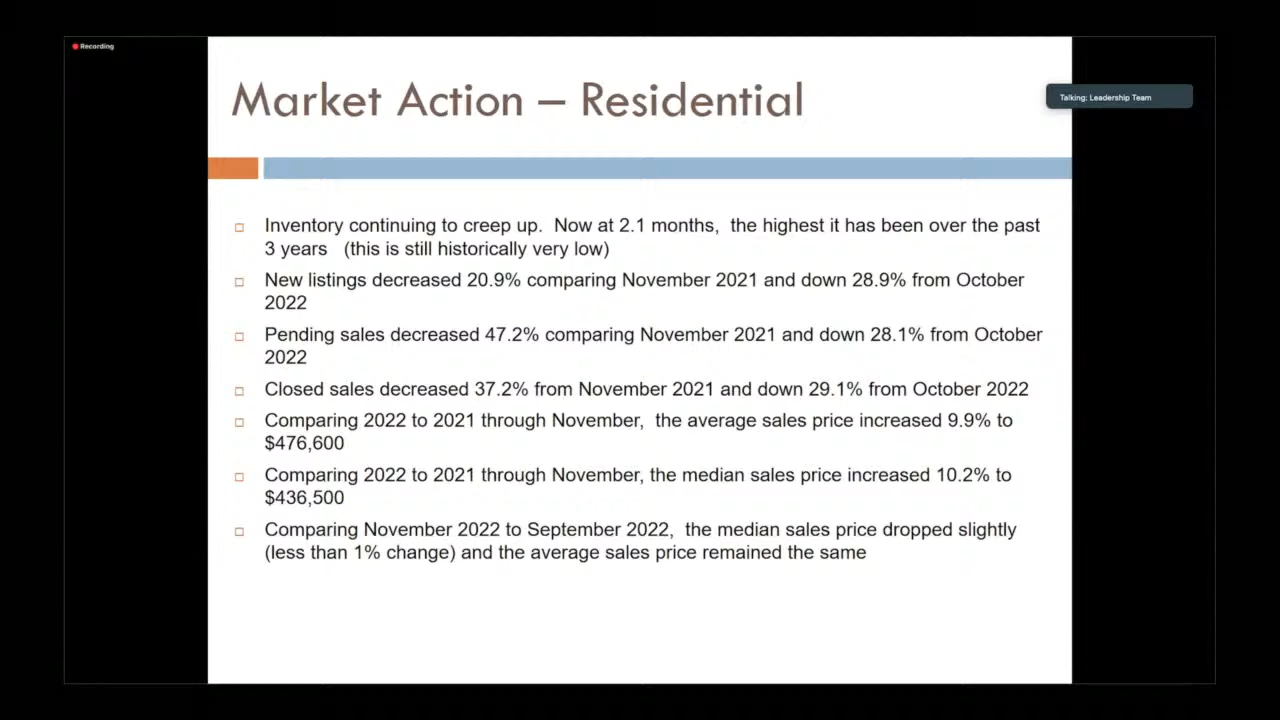 Recording
Market Action – Residential
Talking: Leadership Team
Inventory continuing to creep up.  Now at 2.1 months,  the highest it has been over the past
3 years   (this is still historically very low)
New listings decreased 20.9% comparing November 2021 and down 28.9% from October
2022
Pending sales decreased 47.2% comparing November 2021 and down 28.1% from October
2022
Closed sales decreased 37.2% from November 2021 and down 29.1% from October 2022
Comparing 2022 to 2021 through November,  the average sales price increased 9.9% to
$476,600
Comparing 2022 to 2021 through November, the median sales price increased 10.2% to
$436,500
Comparing November 2022 to September 2022,  the median sales price dropped slightly
(less than 1% change) and the average sales price remained the same